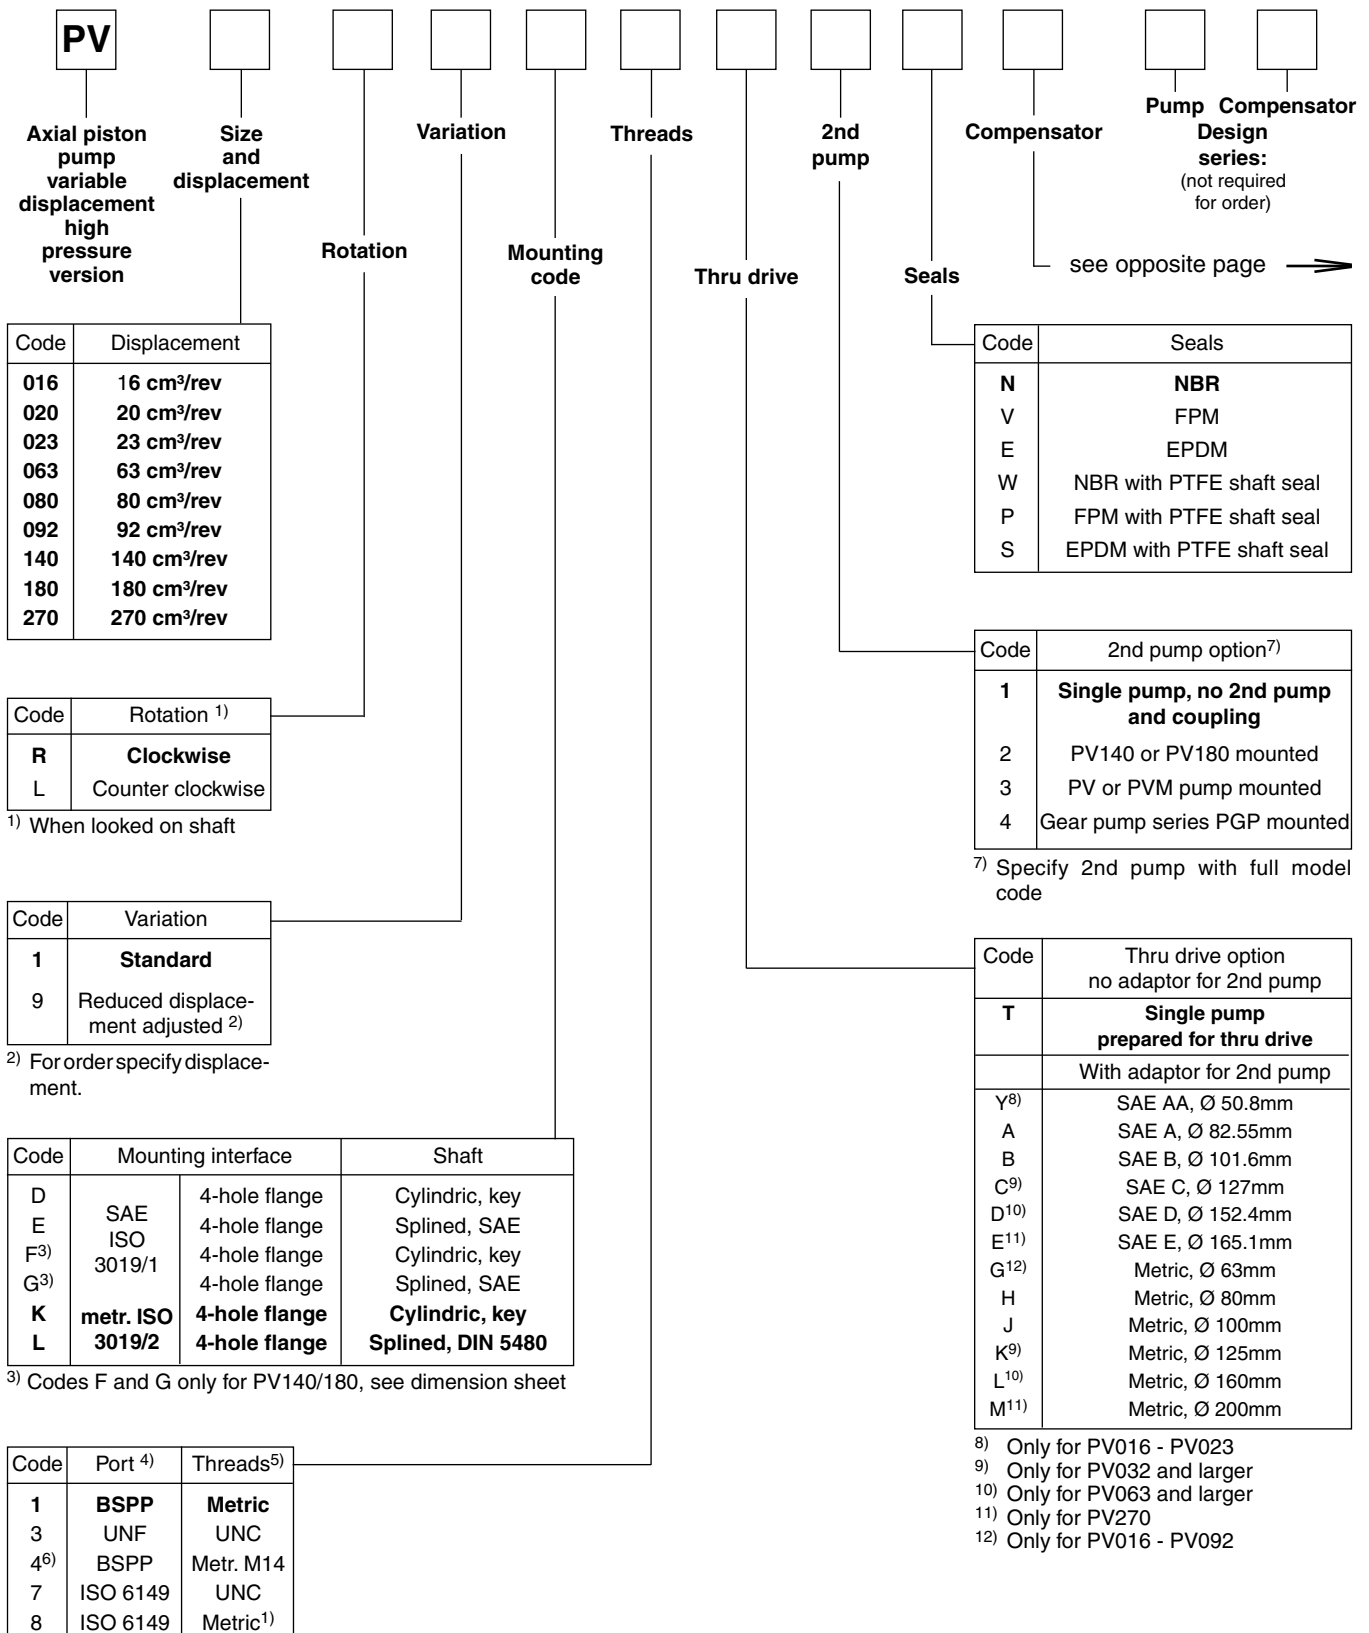 PV
Axial piston
pump
variable
displacement
high
pressure
version
Size
and
displacement
Rotation
Variation
Mounting
code
Threads
Thru drive
2nd
pump
Seals
Compensator
Pump Compensator
Design
series:
(not required
for order)
see opposite page
Code Displacement
016 16 cm³/rev
020 20 cm³/rev
023 23 cm³/rev
063 63 cm³/rev
080 80 cm³/rev
092 92 cm³/rev
140 140 cm³/rev
180 180 cm³/rev
270 270 cm³/rev
Code Rotation 1)
R Clockwise
L Counter clockwise
1) When looked on shaft
Code Variation
1 Standard
9 Reduced displace-
ment adjusted 2)
2) For order specify displace-
ment.
Code Mounting interface Shaft
D 4-hole flange Cylindric, key
SAE
E 4-hole flange Splined, SAE
ISO
F3) 4-hole flange Cylindric, key
3019/1
G3) 4-hole flange Splined, SAE
K metr. ISO 4-hole flange Cylindric, key
L 3019/2 4-hole flange Splined, DIN 5480
3) Codes F and G only for PV140/180, see dimension sheet
Code Port 4) Threads5)
1 BSPP Metric
3 UNF UNC
46) BSPP Metr. M14
7 ISO 6149 UNC
8 ISO 6149 Metric1)
Code Seals
N NBR
V FPM
E EPDM
W NBR with PTFE shaft seal
P FPM with PTFE shaft seal
S EPDM with PTFE shaft seal
Code 2nd pump option7)
1 Single pump, no 2nd pump
and coupling
2 PV140 or PV180 mounted
3 PV or PVM pump mounted
4 Gear pump series PGP mounted
7) Specify 2nd pump with full model
code
Code Thru drive option
no adaptor for 2nd pump
T Single pump
prepared for thru drive
With adaptor for 2nd pump
Y8) SAE AA, Ø 50.8mm
A SAE A, Ø 82.55mm
B SAE B, Ø 101.6mm
C9) SAE C, Ø 127mm
D10) SAE D, Ø 152.4mm
E11) SAE E, Ø 165.1mm
G12) Metric, Ø 63mm
H Metric, Ø 80mm
J Metric, Ø 100mm
K9) Metric, Ø 125mm
L10) Metric, Ø 160mm
M11) Metric, Ø 200mm
8) Only for PV016 - PV023
9) Only for PV032 and larger
10) Only for PV063 and larger
11) Only for PV270
12) Only for PV016 - PV092